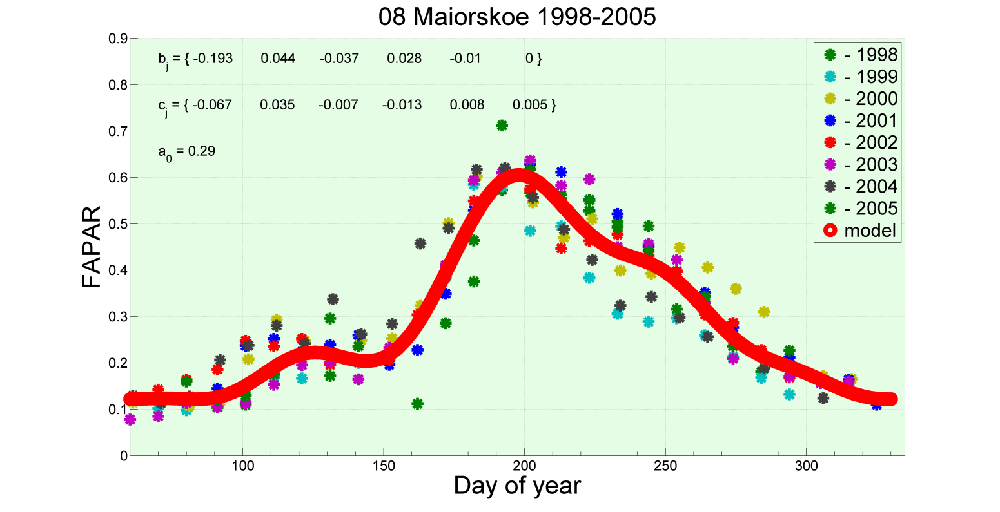 08 Maiorskoe 1998-2005
0.9
0.8
0.7
0.6
0.5
0.4
0.3
0.2
0.1
0
FAPAR
bj = { -0.193 0.044 -0.037 0.028 -0.01 0 }
cj = { -0.067 0.035 -0.007 -0.013 0.008 0.005 }
a0 = 0.29
- 1998
- 1999
- 2000
- 2001
- 2002
- 2003
- 2004
- 2005
model
100 150 200 250 300
Day of year